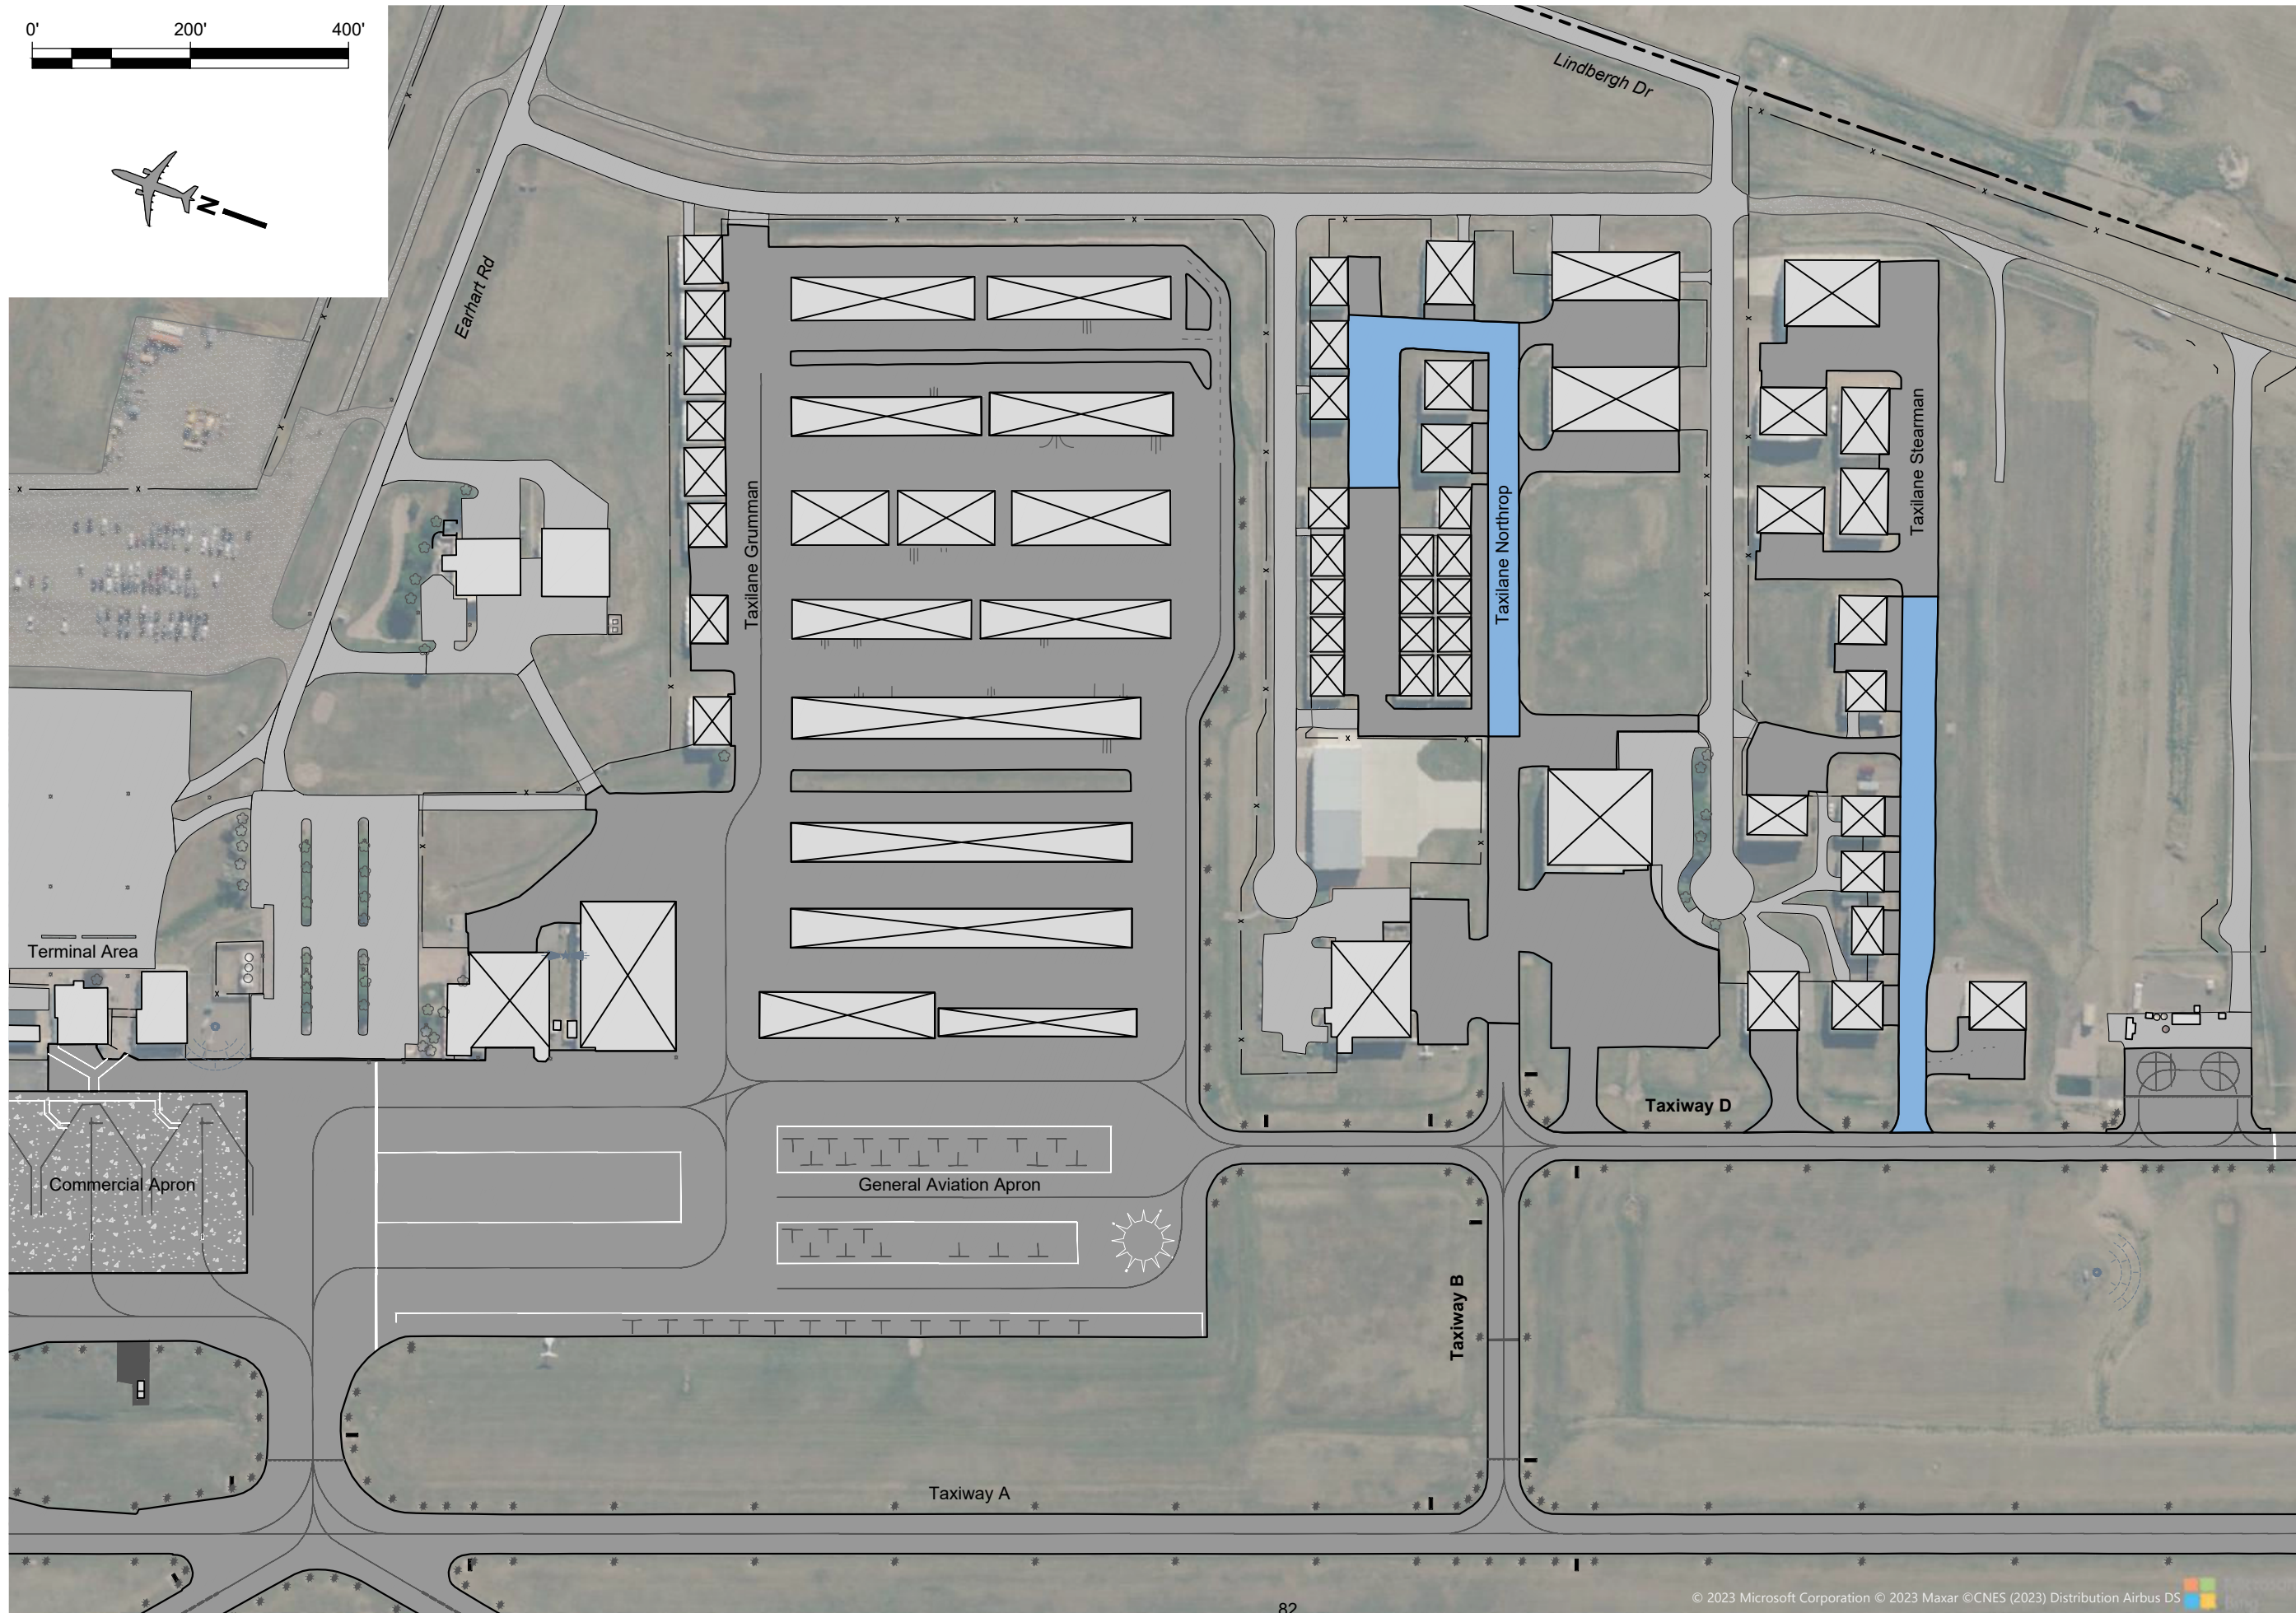 0' 200' 400'
N
Lindbergh Dr
Earhart Rd
Taxilane Grumman
Taxilane Northrop
Taxilane Stearman
Terminal Area
Taxiway D
Commercial Apron
General Aviation Apron
Taxiway B
Taxiway A
© 2023 Microsoft Corporation © 2023 Maxar ©CNES (2023) Distribution Airbus DS
82